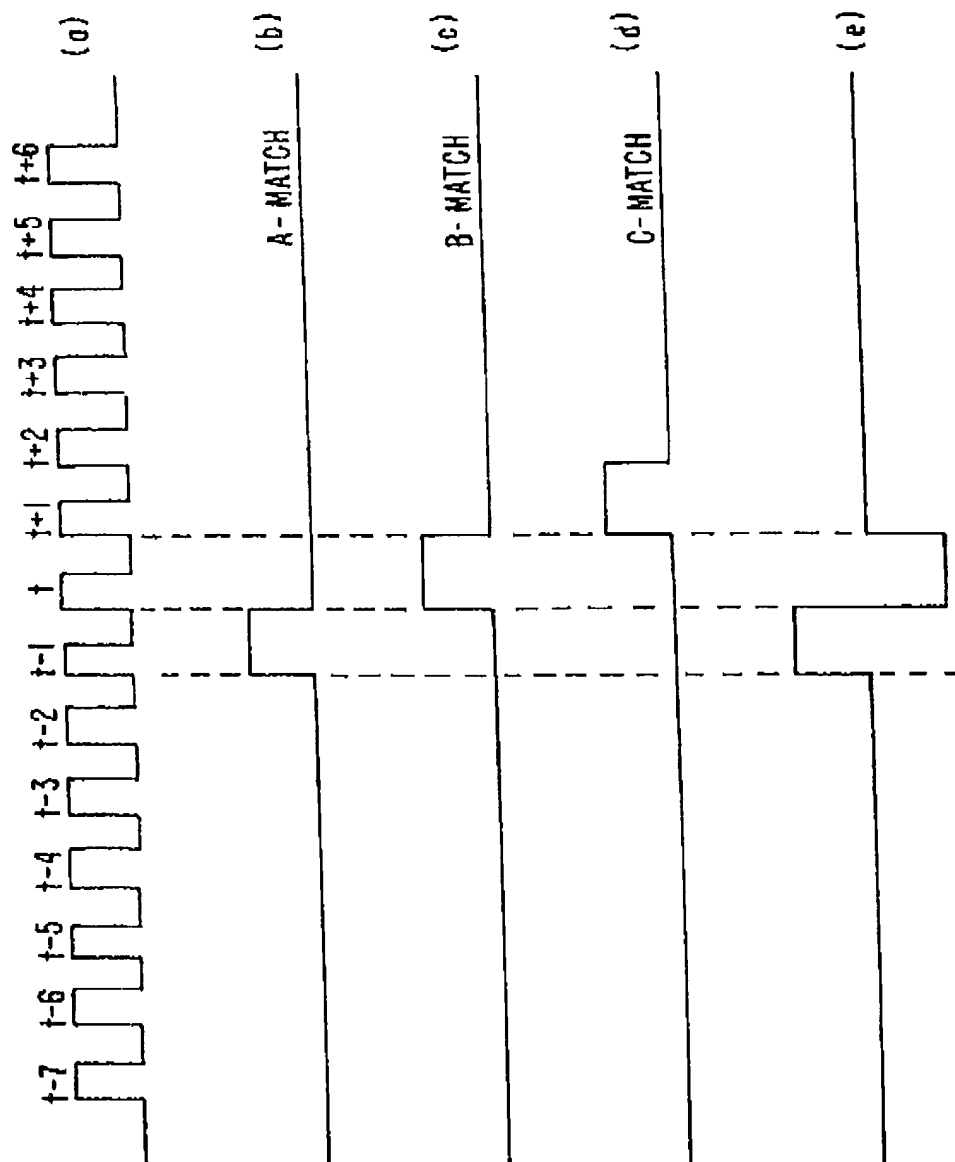 t-7 t-6 t-5 t-4 t-3 t-2 t-1 t t+1 t+2 t+3 t+4 t+5 t+6 (a)
A-MATCH (b)
B-MATCH (c)
C-MATCH (d)
(e)